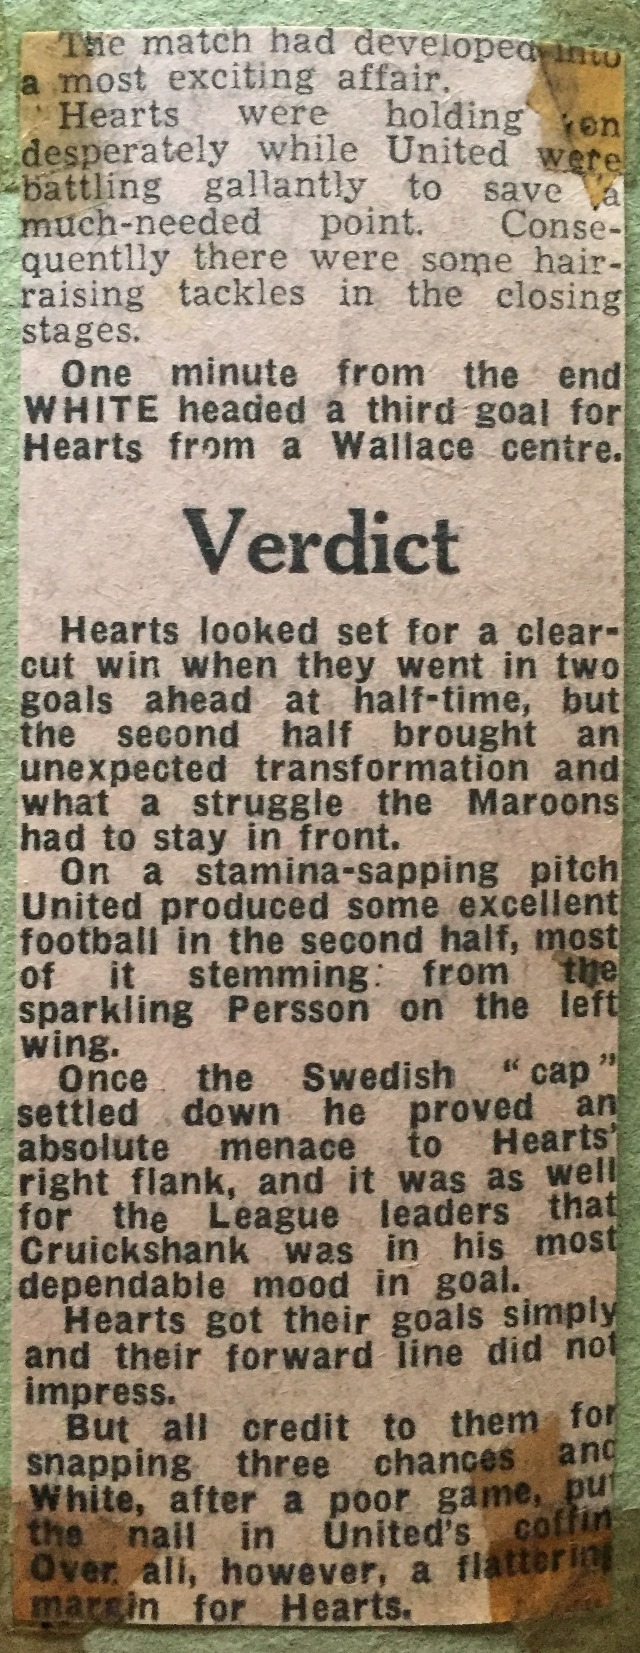 The match had developed into
a most exciting affair.
Hearts were holding on
desperately while United were
battling gallantly to save a
much-needed point. Conse-
quentlly there were some hair-
raising tackles in the closing
stages.
One minute from the end
WHITE headed a third goal for
Hearts from a Wallace centre.
Verdict
Hearts looked set for a clear-
cut win when they went in two
goals ahead at half-time, but
the second half brought an
unexpected transformation and
what a struggle the Maroons
had to stay in front.
On a stamina-sapping pitch
United produced some excellent
football in the second half, most
of it stemming from the
sparkling Persson on the left
wing.
Once the Swedish "cap"
settled down he proved an
absolute menace to Hearts'
right flank, and it was as well
for the League leaders that
Cruickshank was in his most
dependable mood in goal.
Hearts got their goals simply
and their forward line did not
impress.
But all credit to them for
snapping three chances and
White, after a poor game, put
the nail in United's coffin
Over all, however, a flattering
margin for Hearts.